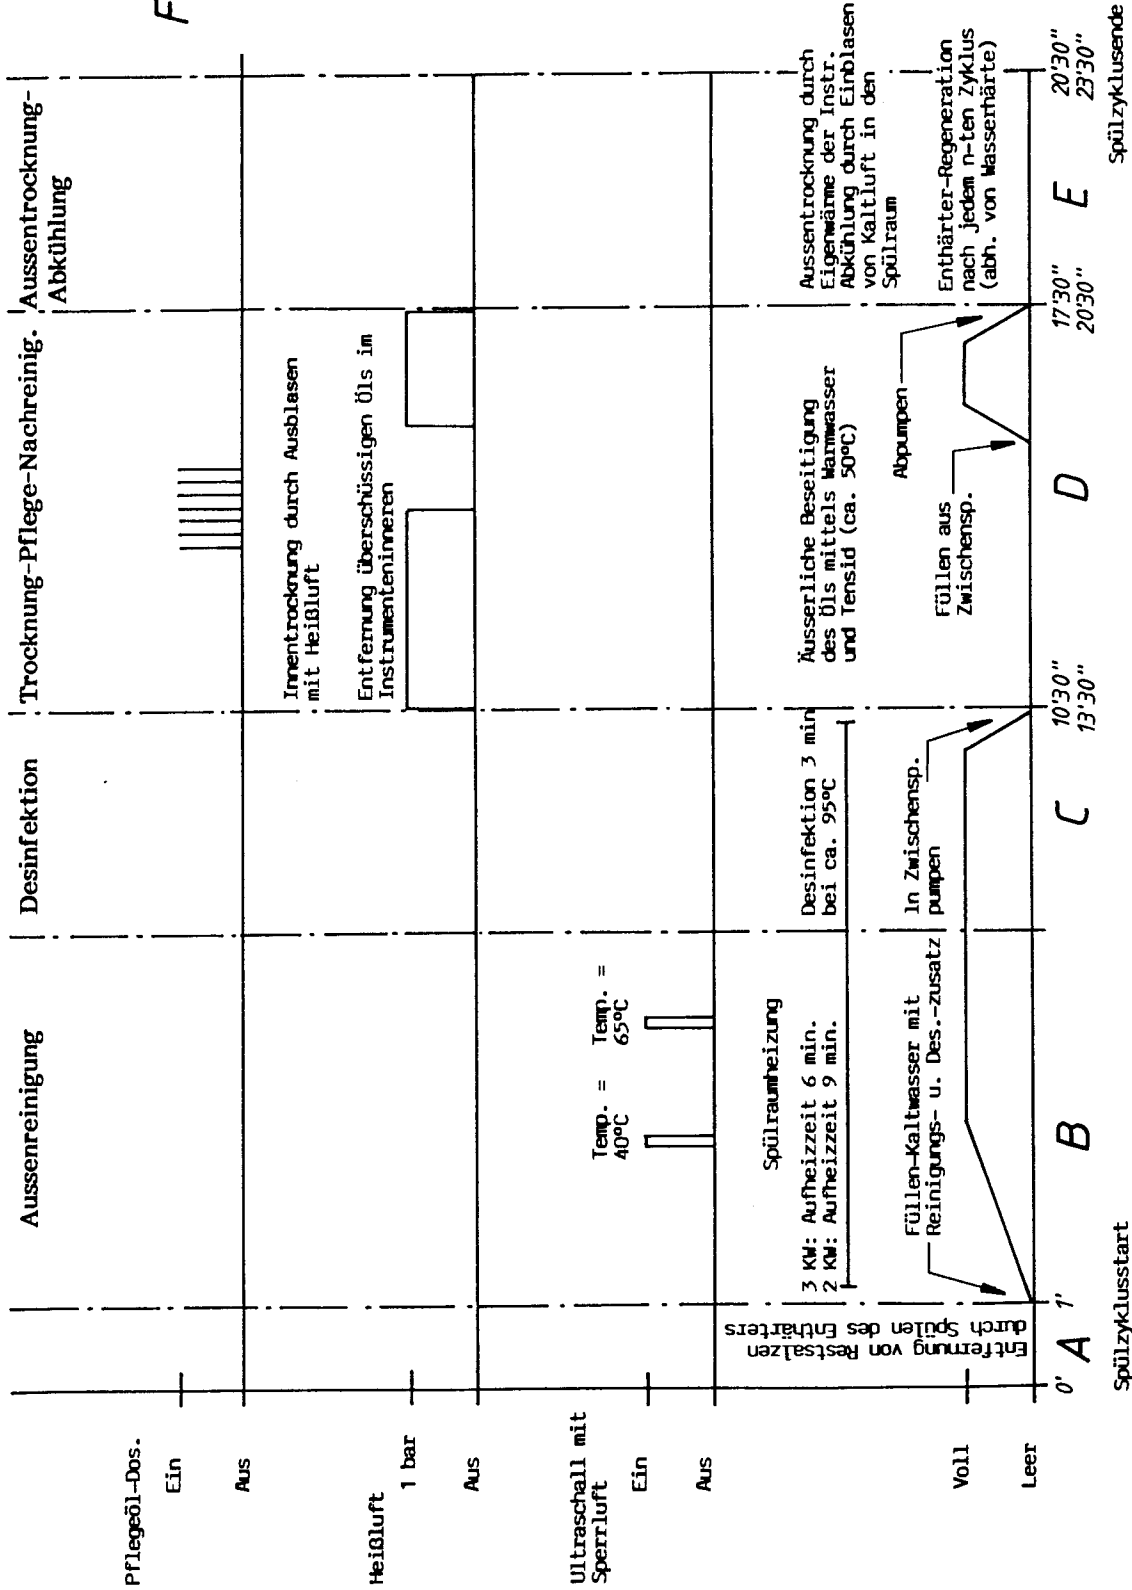 F
Aussenreinigung
Desinfektion
Trocknung-Pflege-Nachreinig.
Aussentrocknung-
Abkühlung
Pflegeöl-Dos.
Ein
Aus
Innentrocknung durch Ausblasen
mit Heißluft
Entfernung überschüssigen Öls im
Instrumenteninneren
Heißluft
1 bar
Aus
Ultraschall mit
Sperrluft
Ein
Aus
Temp. =
40°C
Temp. =
65°C
Spülraumheizung
3 KW: Aufheizzeit 6 min.
2 KW: Aufheizzeit 9 min.
Desinfektion 3 min
bei ca. 95°C
Äusserliche Beseitigung
des Öls mittels Warmwasser
und Tensid (ca. 50°C)
Aussentrocknung durch
Eigenwärme der Instr.
Abkühlung durch Einblasen
von Kaltluft in den
Spülraum
Entfernung von Restsalzen
durch Spülen des Enthärters
Füllen-Kaltwasser mit
Reinigungs- u. Des.-zusatz
In Zwischensp.
pumpen
Füllen aus
Zwischensp.
Abpumpen
Enthärter-Regeneration
nach jedem n-ten Zyklus
(abh. von Wasserhärte)
Voll
Leer
0'
1'
10'30"
13'30"
17'30"
20'30"
20'30"
23'30"
A
B
C
D
E
Spülzyklusstart
Spülzyklusende